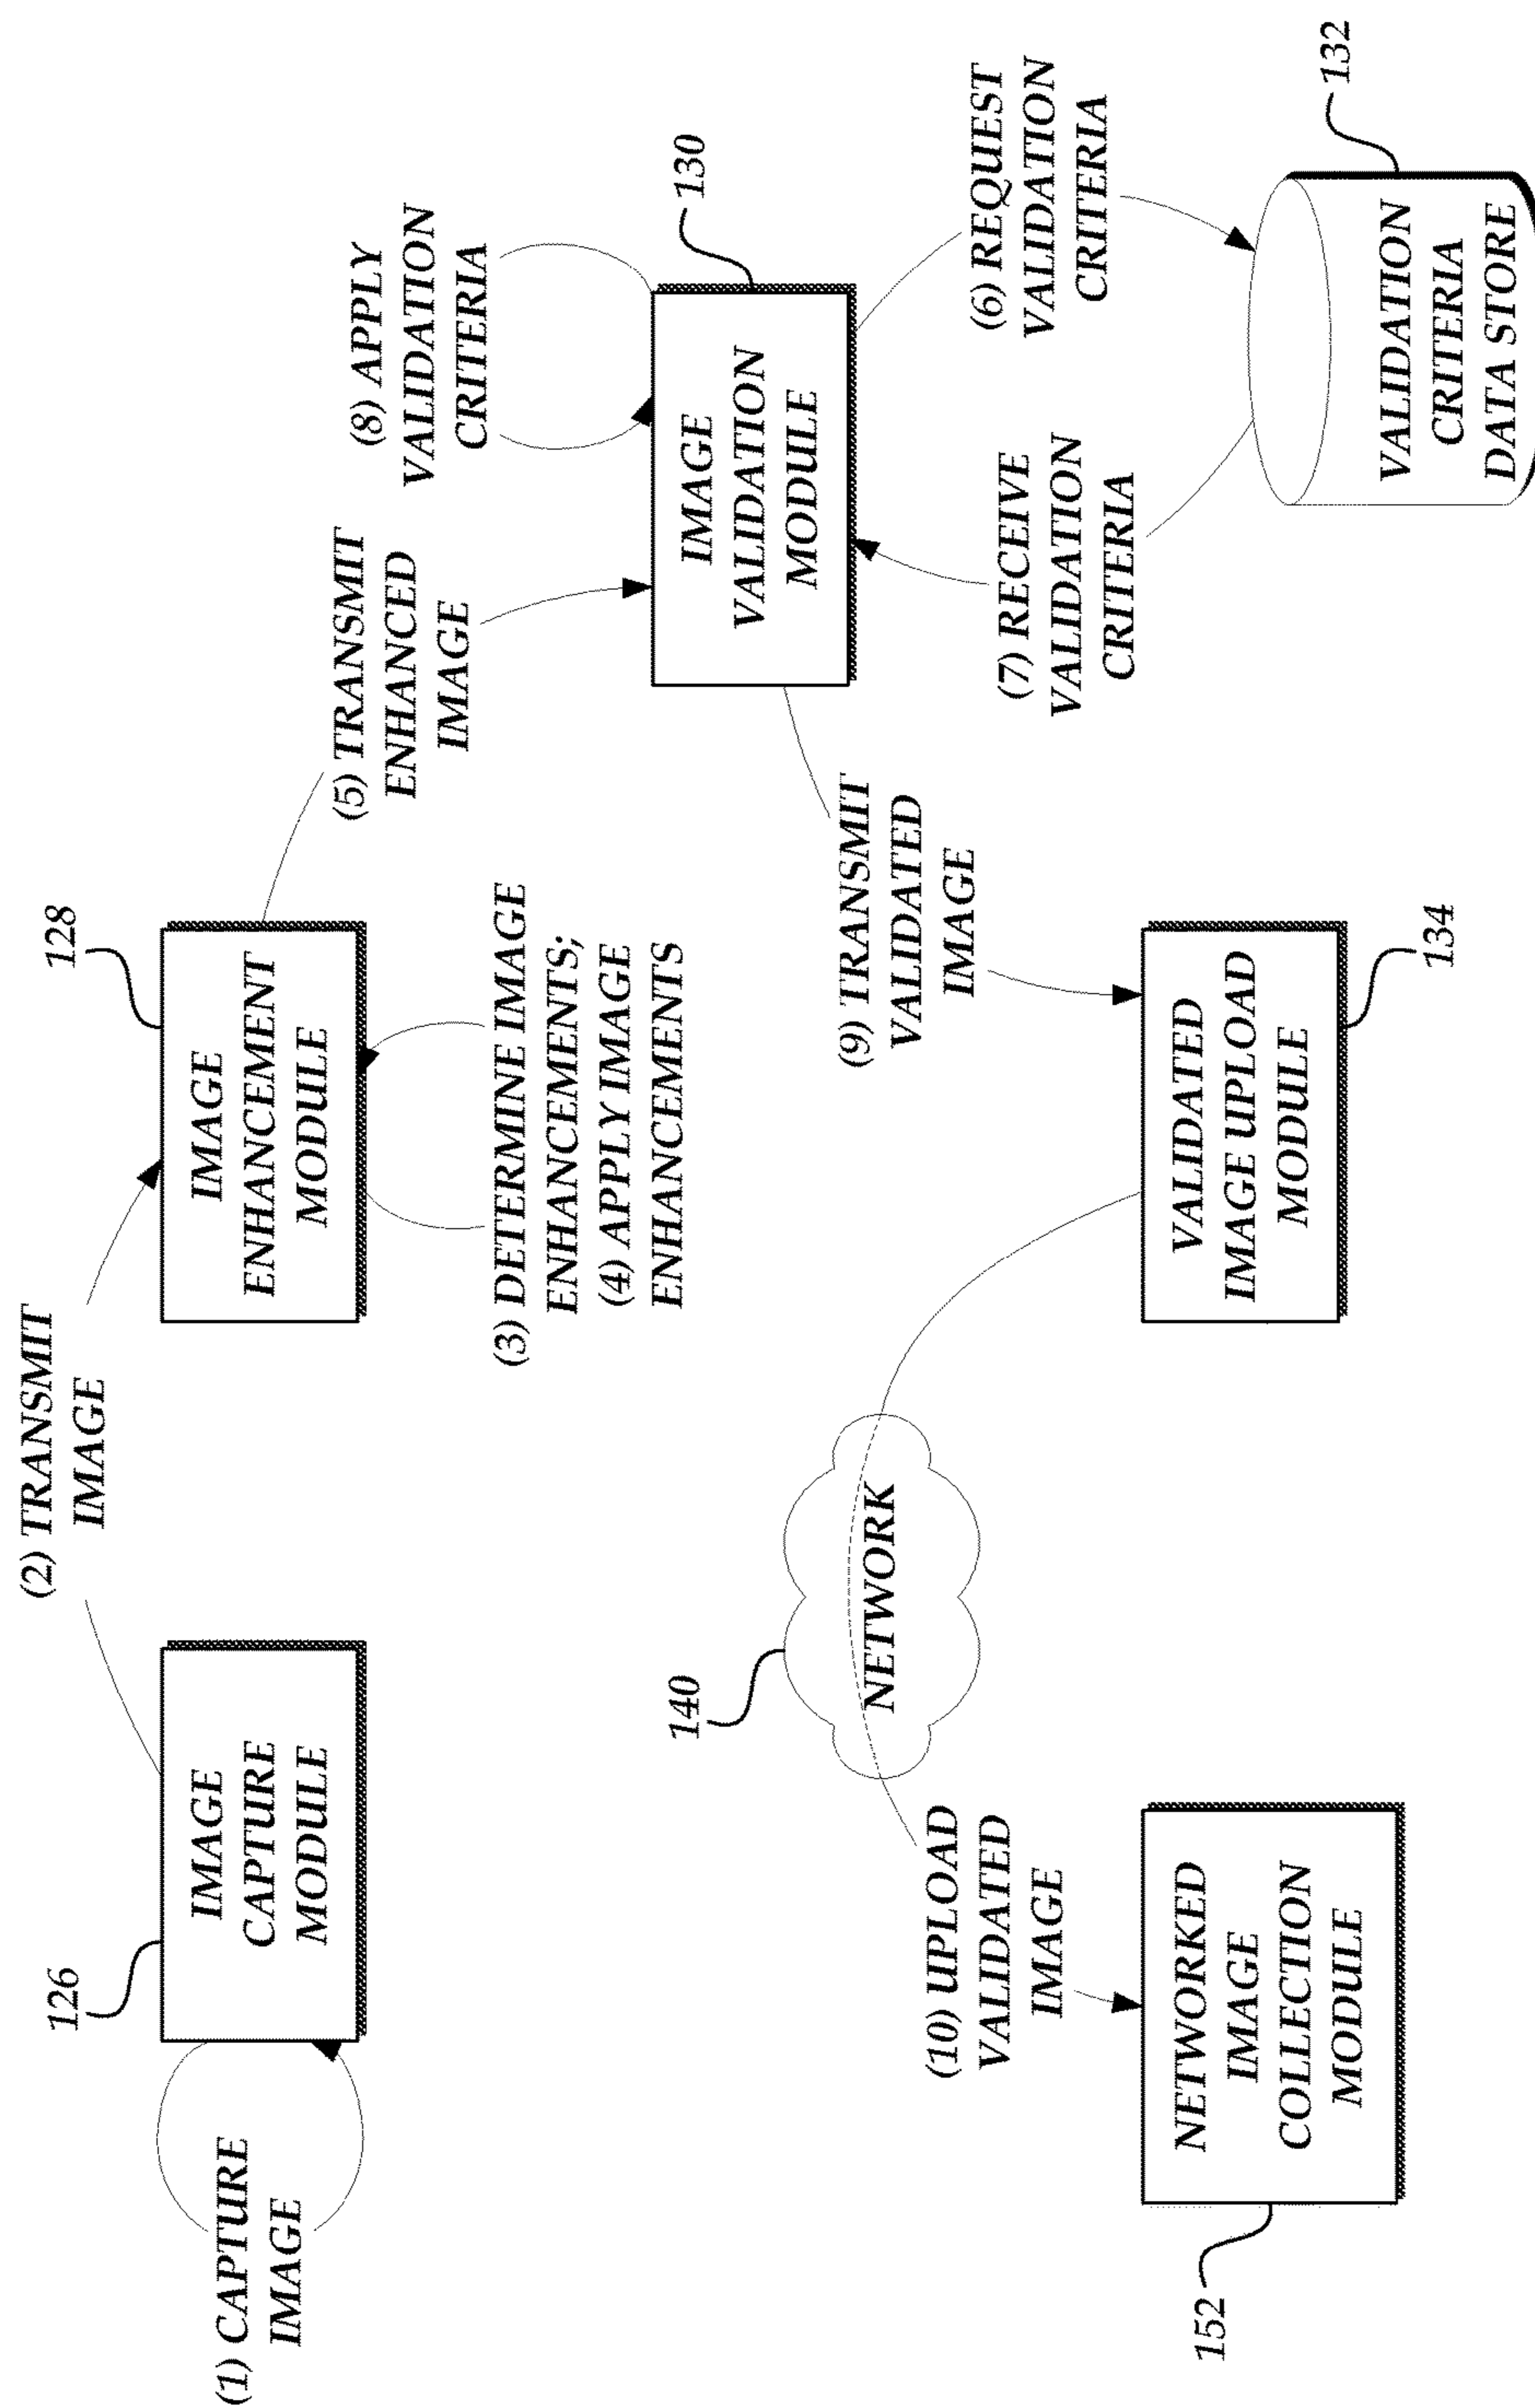 (1) CAPTURE
IMAGE
126
IMAGE
CAPTURE
MODULE
(2) TRANSMIT
IMAGE
128
IMAGE
ENHANCEMENT
MODULE
(3) DETERMINE IMAGE
ENHANCEMENTS;
(4) APPLY IMAGE
ENHANCEMENTS
(5) TRANSMIT
ENHANCED
IMAGE
(8) APPLY
VALIDATION
CRITERIA
130
IMAGE
VALIDATION
MODULE
(6) REQUEST
VALIDATION
CRITERIA
(7) RECEIVE
VALIDATION
CRITERIA
132
VALIDATION
CRITERIA
DATA STORE
(9) TRANSMIT
VALIDATED
IMAGE
VALIDATED
IMAGE UPLOAD
MODULE
134
140
NETWORK
(10) UPLOAD
VALIDATED
IMAGE
NETWORKED
IMAGE
COLLECTION
MODULE
152